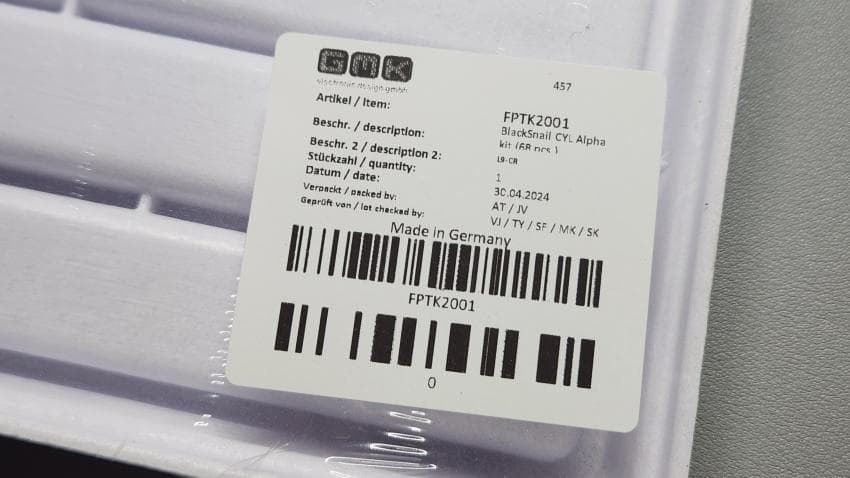 GMK
electronic design gmbh
457
Artikel / Item: FPTK2001
Beschr. / description: BlackSnail CYL Alpha
kit (68 pcs.)
Beschr. 2 / description 2: L9-CR
Stückzahl / quantity: 1
Datum / date: 30.04.2024
Verpackt / packed by: AT / JV
Geprüft von / lot checked by: VJ / TY / SF / MK / SK
Made in Germany
FPTK2001
0